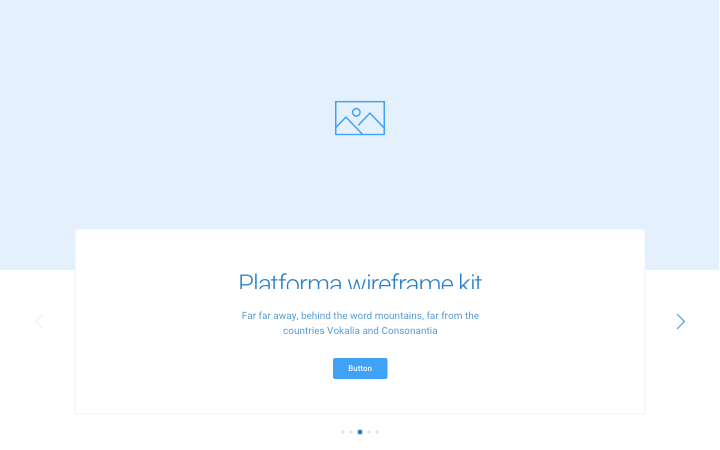 Platforma wireframe kit
Far far away, behind the word mountains, far from the
countries Vokalia and Consonantia
Button